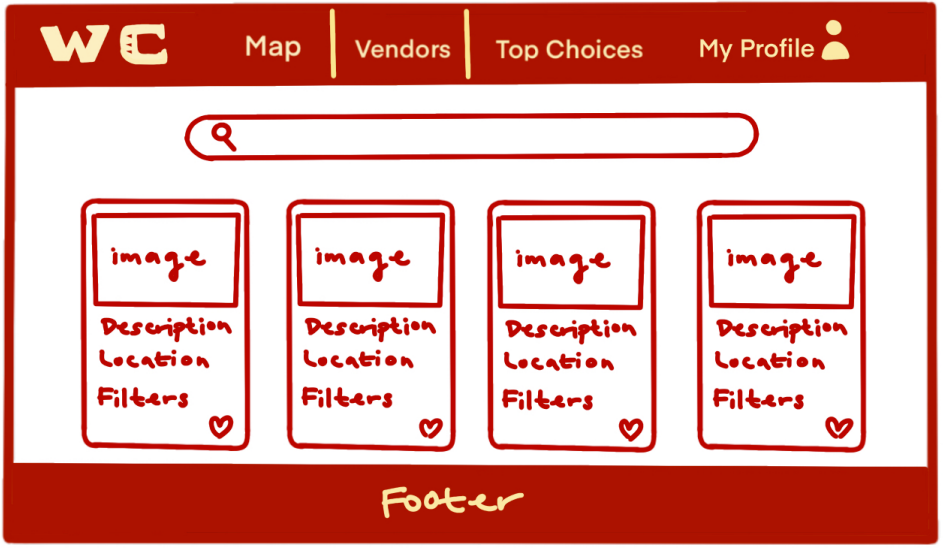 WC Map Vendors Top Choices My Profile
image image image image
Description Description Description Description
Location Location Location Location
Filters Filters Filters Filters
Footer